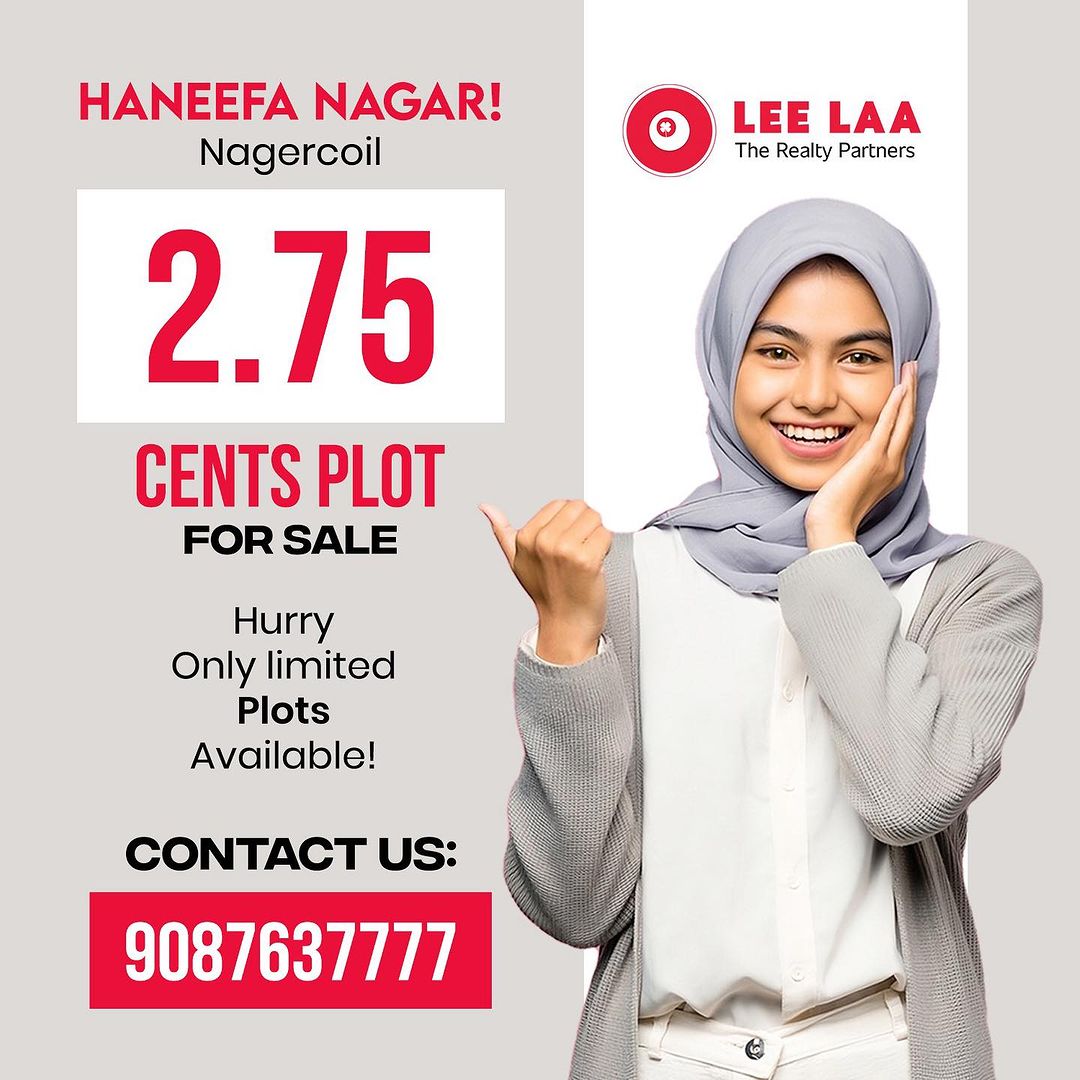 HANEEFA NAGAR!
Nagercoil
2.75
CENTS PLOT
FOR SALE
Hurry
Only limited
Plots
Available!
CONTACT US:
9087637777
LEE LAA
The Realty Partners